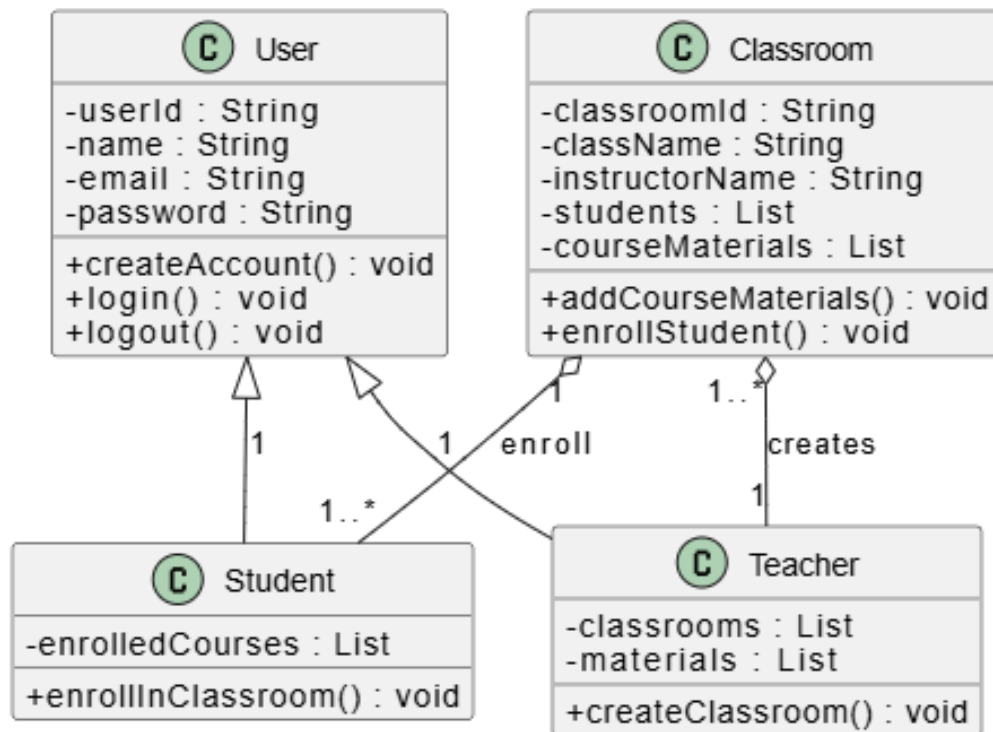 C User
-userId : String
-name : String
-email : String
-password : String
+createAccount() : void
+login() : void
+logout() : void
C Classroom
-classroomId : String
-className : String
-instructorName : String
-students : List
-courseMaterials : List
+addCourseMaterials() : void
+enrollStudent() : void
1
1
enroll
1
1..*
1..*
creates
1
C Student
-enrolledCourses : List
+enrollInClassroom() : void
C Teacher
-classrooms : List
-materials : List
+createClassroom() : void